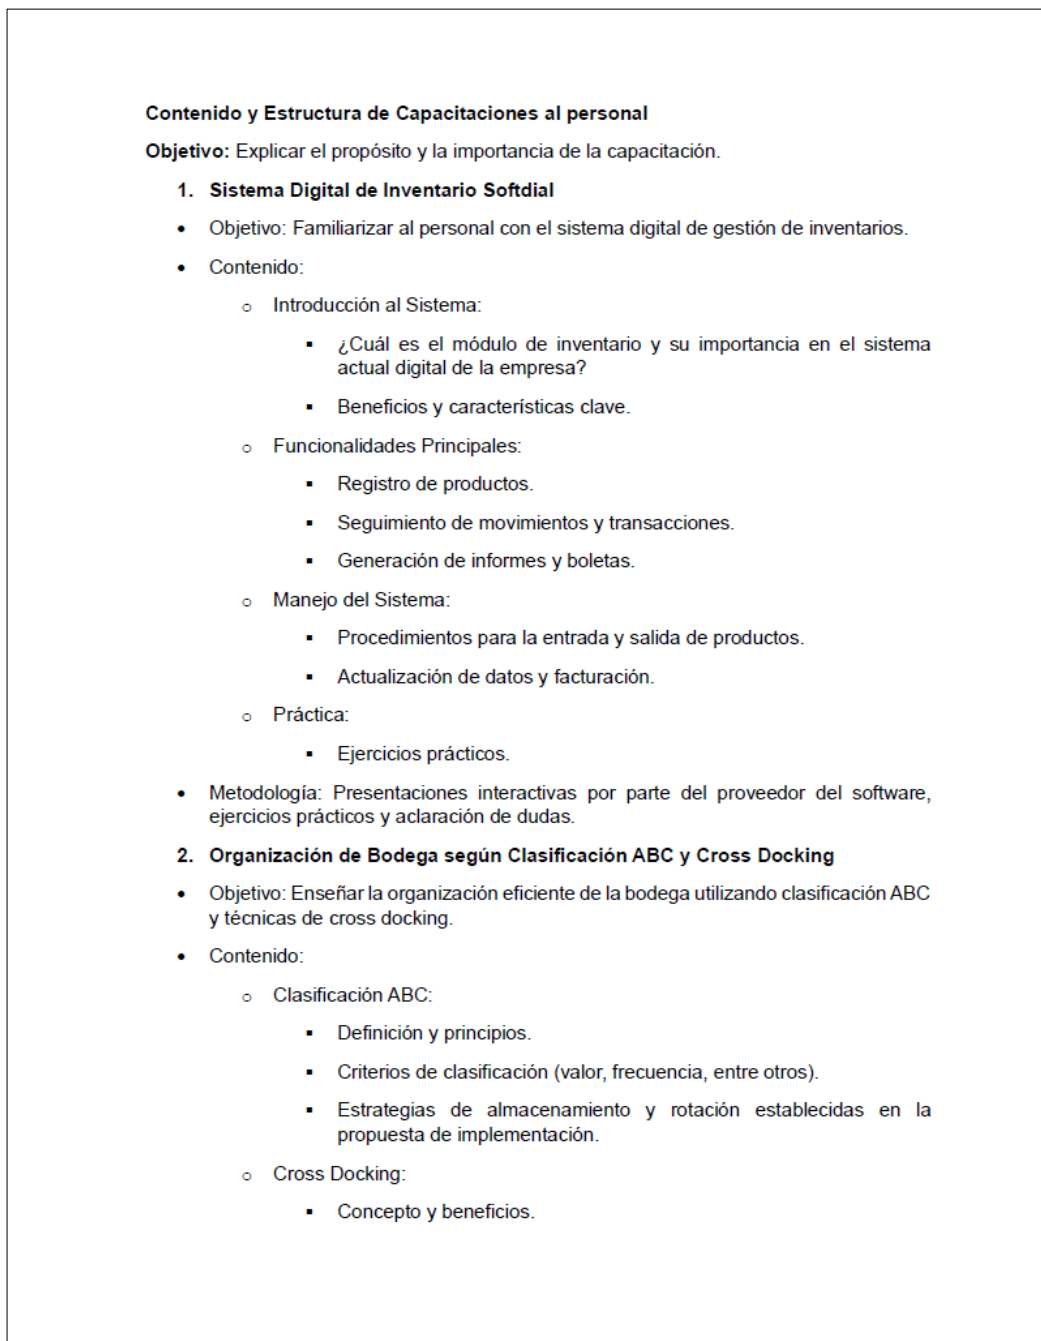 Contenido y Estructura de Capacitaciones al personal
Objetivo: Explicar el propósito y la importancia de la capacitación.
1. Sistema Digital de Inventario Softdial
• Objetivo: Familiarizar al personal con el sistema digital de gestión de inventarios.
• Contenido:
o Introducción al Sistema:
▪ ¿Cuál es el módulo de inventario y su importancia en el sistema
actual digital de la empresa?
▪ Beneficios y características clave.
o Funcionalidades Principales:
▪ Registro de productos.
▪ Seguimiento de movimientos y transacciones.
▪ Generación de informes y boletas.
o Manejo del Sistema:
▪ Procedimientos para la entrada y salida de productos.
▪ Actualización de datos y facturación.
o Práctica:
▪ Ejercicios prácticos.
• Metodología: Presentaciones interactivas por parte del proveedor del software,
ejercicios prácticos y aclaración de dudas.
2. Organización de Bodega según Clasificación ABC y Cross Docking
• Objetivo: Enseñar la organización eficiente de la bodega utilizando clasificación ABC
y técnicas de cross docking.
• Contenido:
o Clasificación ABC:
▪ Definición y principios.
▪ Criterios de clasificación (valor, frecuencia, entre otros).
▪ Estrategias de almacenamiento y rotación establecidas en la
propuesta de implementación.
o Cross Docking:
▪ Concepto y beneficios.